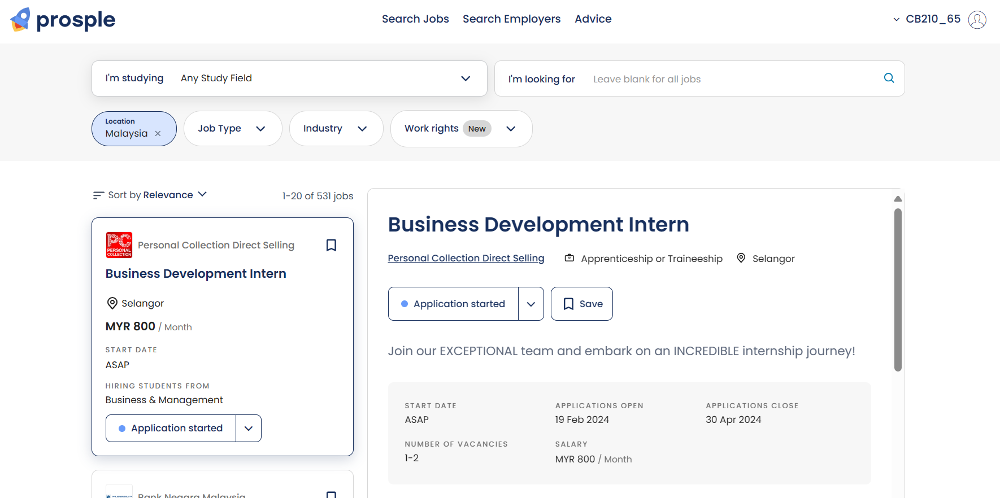 prosple
Search Jobs Search Employers Advice
CB210_65
I'm studying Any Study Field
I'm looking for Leave blank for all jobs
Location
Malaysia ×
Job Type
Industry
Work rights New
Sort by Relevance
1-20 of 531 jobs
PC
PERSONAL
COLLECTION
Personal Collection Direct Selling
Business Development Intern
Selangor
MYR 800 / Month
START DATE
ASAP
HIRING STUDENTS FROM
Business & Management
Application started
Bank Negara Malaysia
Business Development Intern
Personal Collection Direct Selling Apprenticeship or Traineeship Selangor
Application started Save
Join our EXCEPTIONAL team and embark on an INCREDIBLE internship journey!
START DATE APPLICATIONS OPEN APPLICATIONS CLOSE
ASAP 19 Feb 2024 30 Apr 2024
NUMBER OF VACANCIES SALARY
1-2 MYR 800 / Month